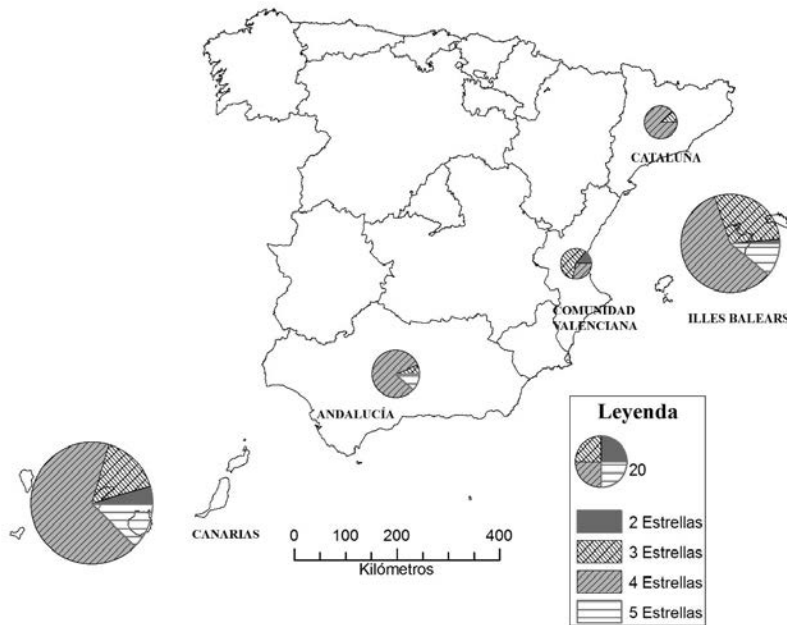 CATALUÑA
COMUNIDAD
VALENCIANA
ILLES BALEARS
ANDALUCÍA
CANARIAS
0 100 200 400
Kilómetros
Leyenda
20
2 Estrellas
3 Estrellas
4 Estrellas
5 Estrellas